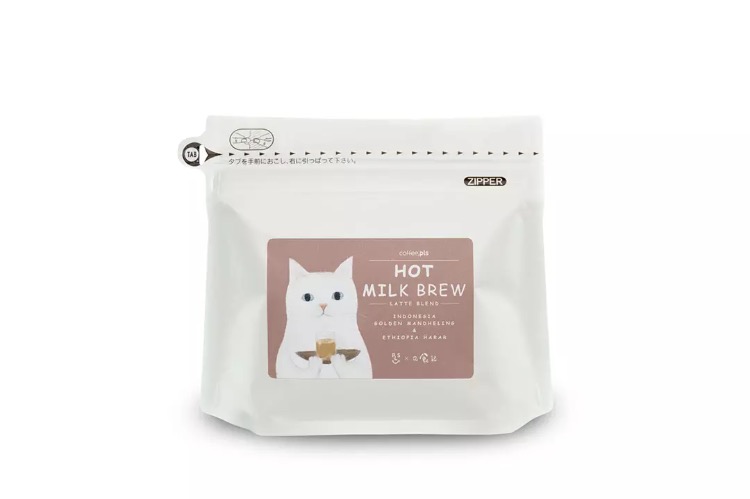 TAB
タブを手前におこし、右に引っぱって下さい。
ZIPPER
coffee.pls
HOT
MILK BREW
LATTE BLEND
INDONESIA
GOLDEN MANDHELING
&
ETHIOPIA HARAR